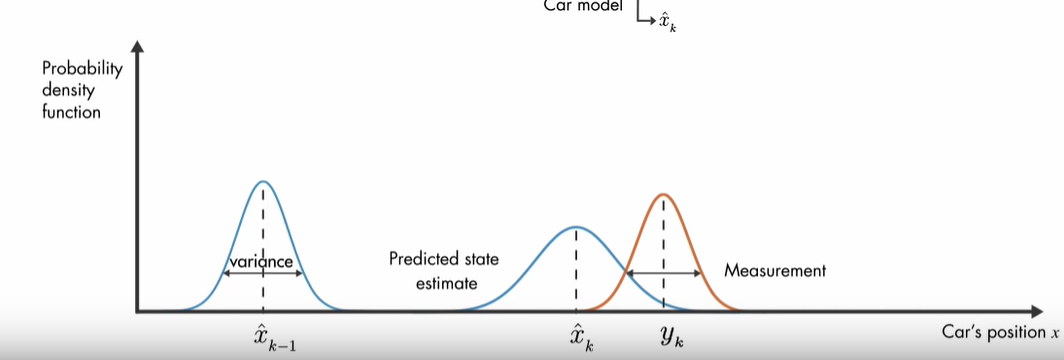 Car model
x̂ₖ
Probability
density
function
variance
Predicted state
estimate
Measurement
x̂ₖ₋₁
x̂ₖ
yₖ
Car's position x